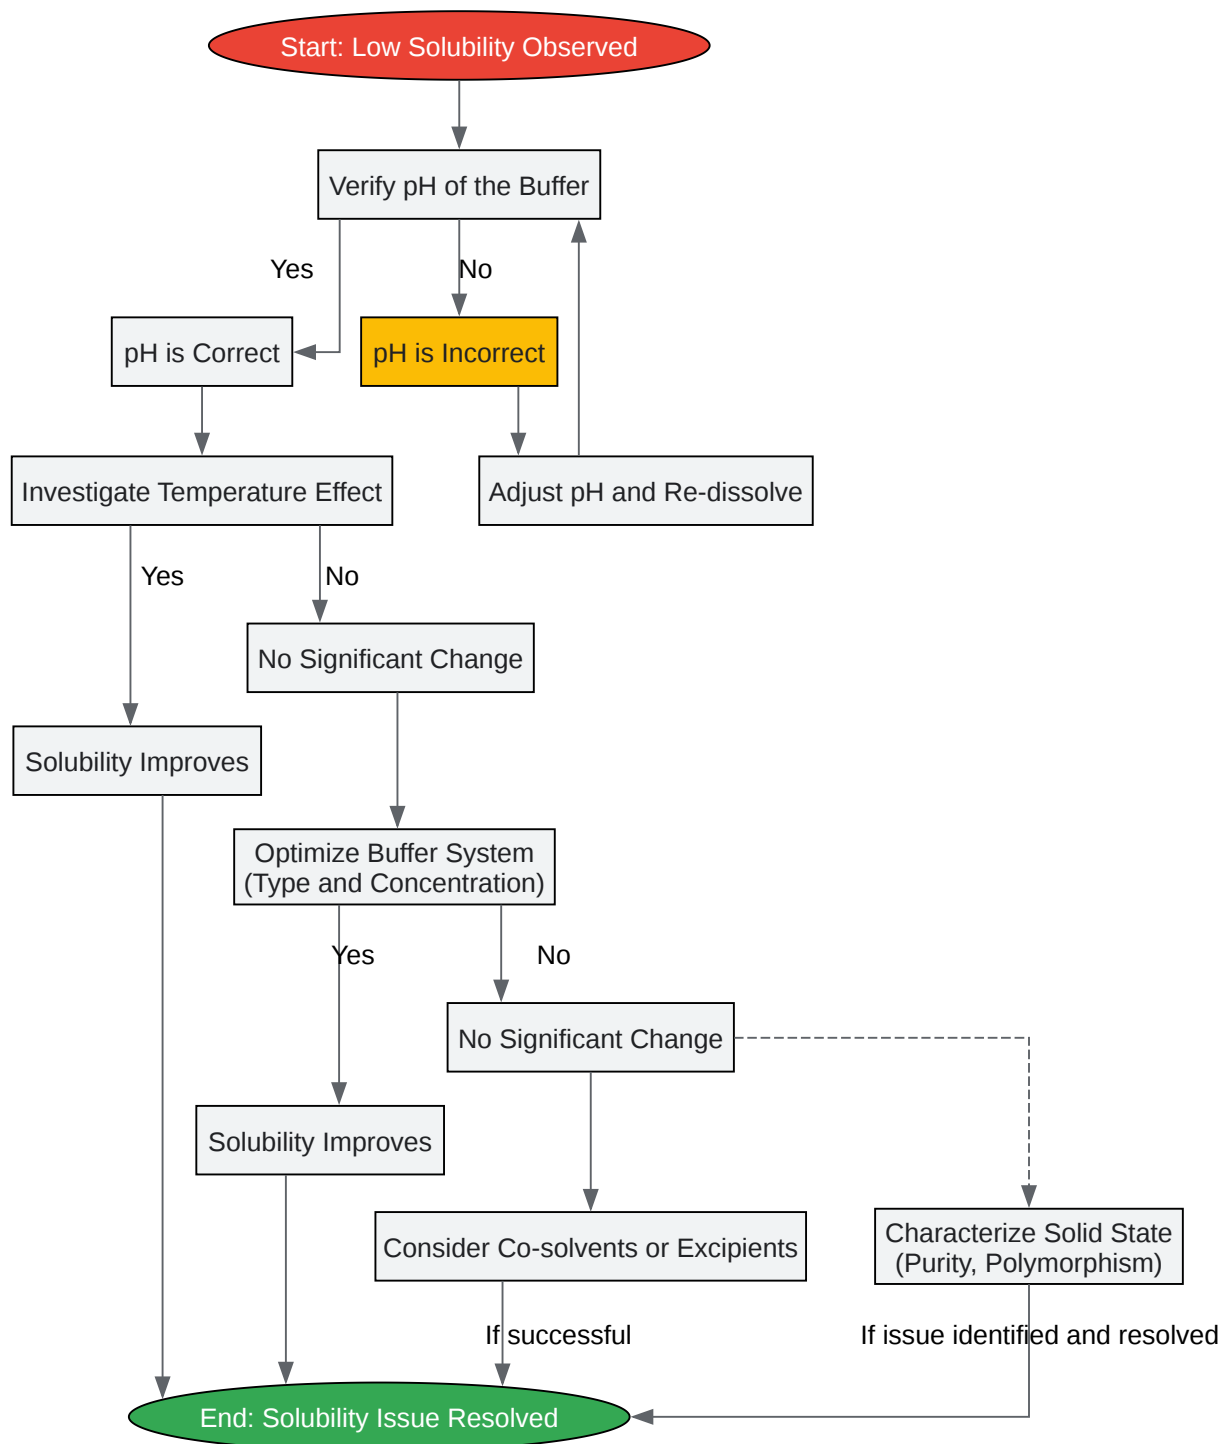 Start: Low Solubility Observed
Verify pH of the Buffer
Yes
No
pH is Correct
pH is Incorrect
Investigate Temperature Effect
Adjust pH and Re-dissolve
Yes
No
No Significant Change
Solubility Improves
Optimize Buffer System
(Type and Concentration)
Yes
No
No Significant Change
Solubility Improves
Consider Co-solvents or Excipients
Characterize Solid State
(Purity, Polymorphism)
If successful
If issue identified and resolved
End: Solubility Issue Resolved